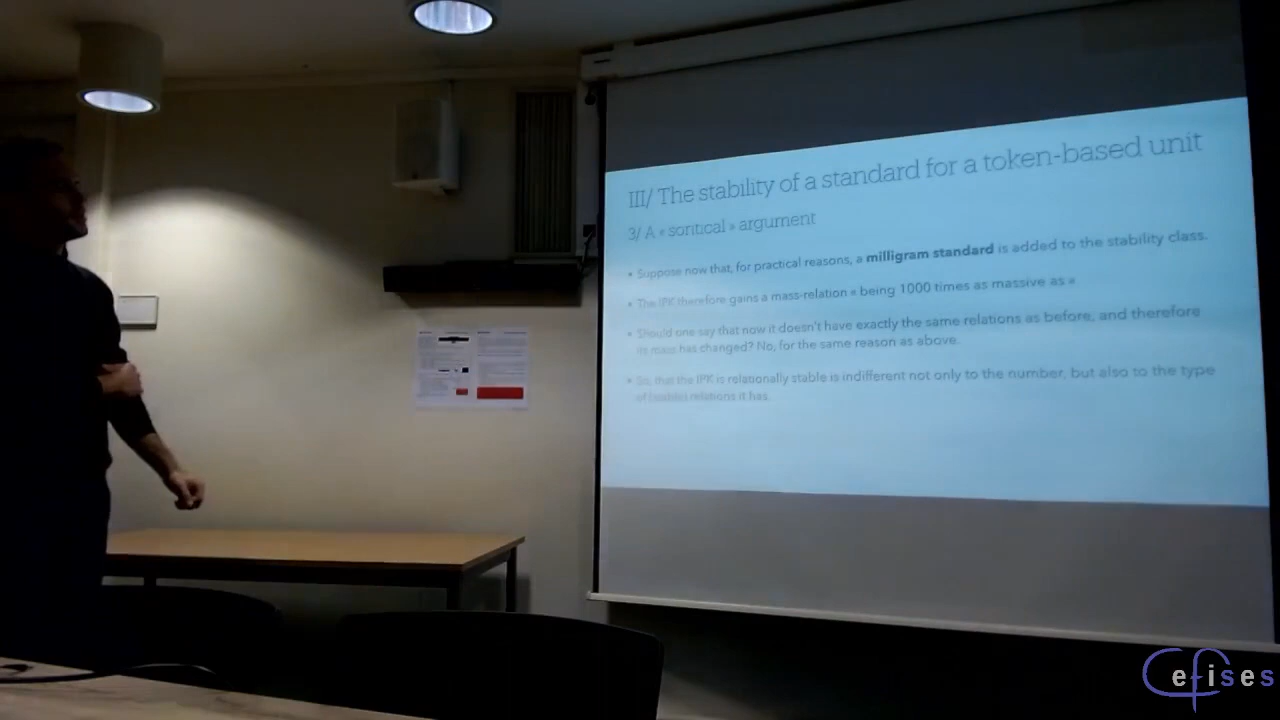 III/ The stability of a standard for a token-based unit
3/ A « soritical » argument
• Suppose now that, for practical reasons, a milligram standard is added to the stability class.
• The IPK therefore gains a mass-relation « being 1000 times as massive as »
• Should one say that now it doesn't have exactly the same relations as before, and therefore
its mass has changed? No, for the same reason as above.
• So, that the IPK is relationally stable is indifferent not only to the number, but also to the type
of (stable) relations it has.
Cefises